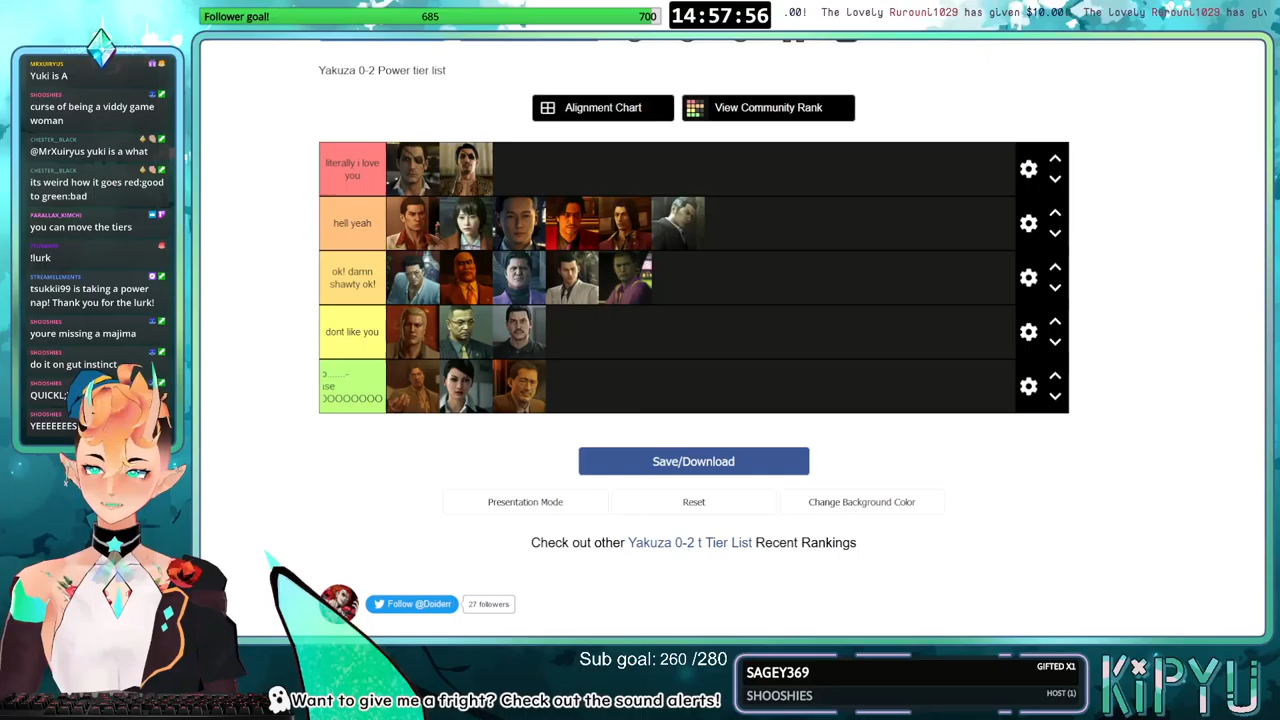 Follower goal!
685
700
14:57:56
.00! The Lovely Rurouni1029 has given $10.00!
The Lovely Rurouni1029 has giv
MRXUIRYUS
Yuki is A
SHOOSHIES
curse of being a viddy game
woman
CHESTER__BLACK
@MrXuiryus yuki is a what
CHESTER__BLACK
its weird how it goes red:good
to green:bad
PARALLAX_KIMCHI
you can move the tiers
!lurk
STREAMELEMENTS
tsukkii99 is taking a power
nap! Thank you for the lurk!
SHOOSHIES
youre missing a majima
SHOOSHIES
do it on gut instinct
SHOOSHIES
QUICKL
SHOOSHIES
YEEEEEES
Yakuza 0-2 Power tier list
Alignment Chart
View Community Rank
literally i love
you
hell yeah
ok! damn
shawty ok!
dont like you
Save/Download
Presentation Mode
Reset
Change Background Color
Check out other Yakuza 0-2 t Tier List Recent Rankings
Follow @Doiderr
27 followers
Sub goal: 260 /280
SAGEY369
GIFTED X1
SHOOSHIES
HOST (1)
KiPYU
Want to give me a fright? Check out the sound alerts!